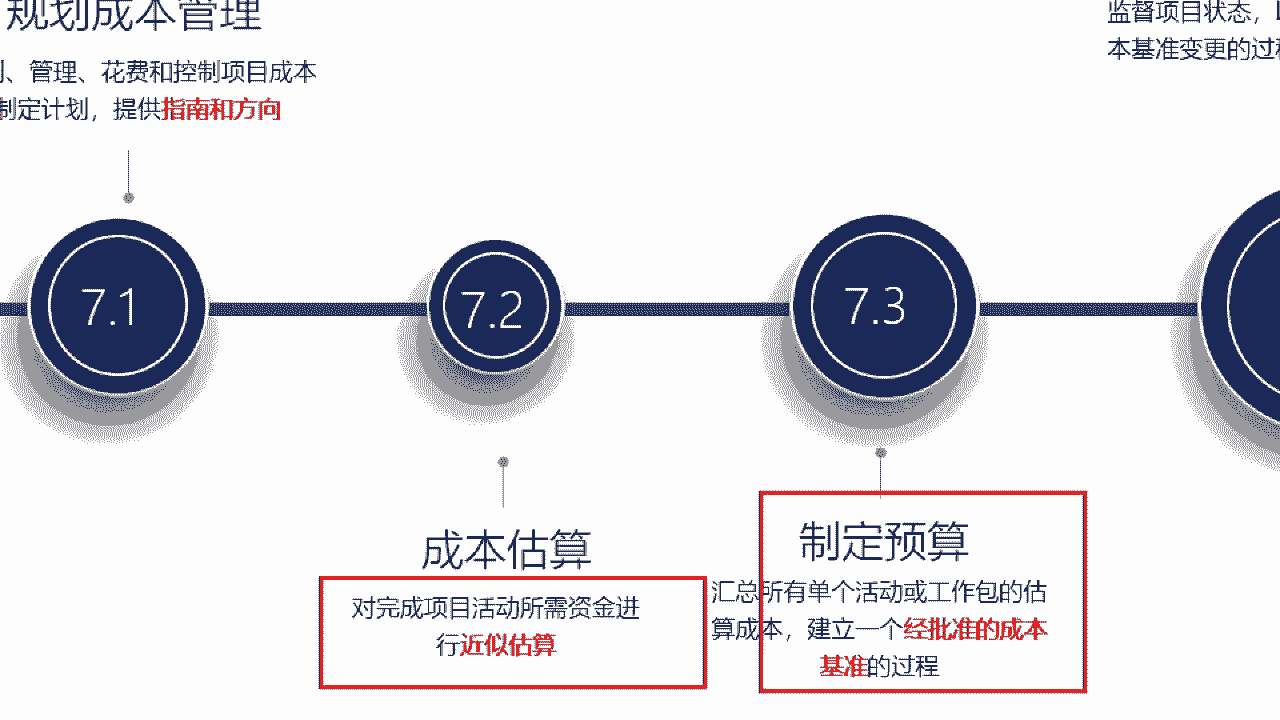 规划成本管理
、管理、花费和控制项目成本
制定计划，提供指南和方向
监督项目状态，
本基准变更的过程
7.1
7.2
7.3
成本估算
对完成项目活动所需资金进
行近似估算
制定预算
汇总所有单个活动或工作包的估
算成本，建立一个经批准的成本
基准的过程